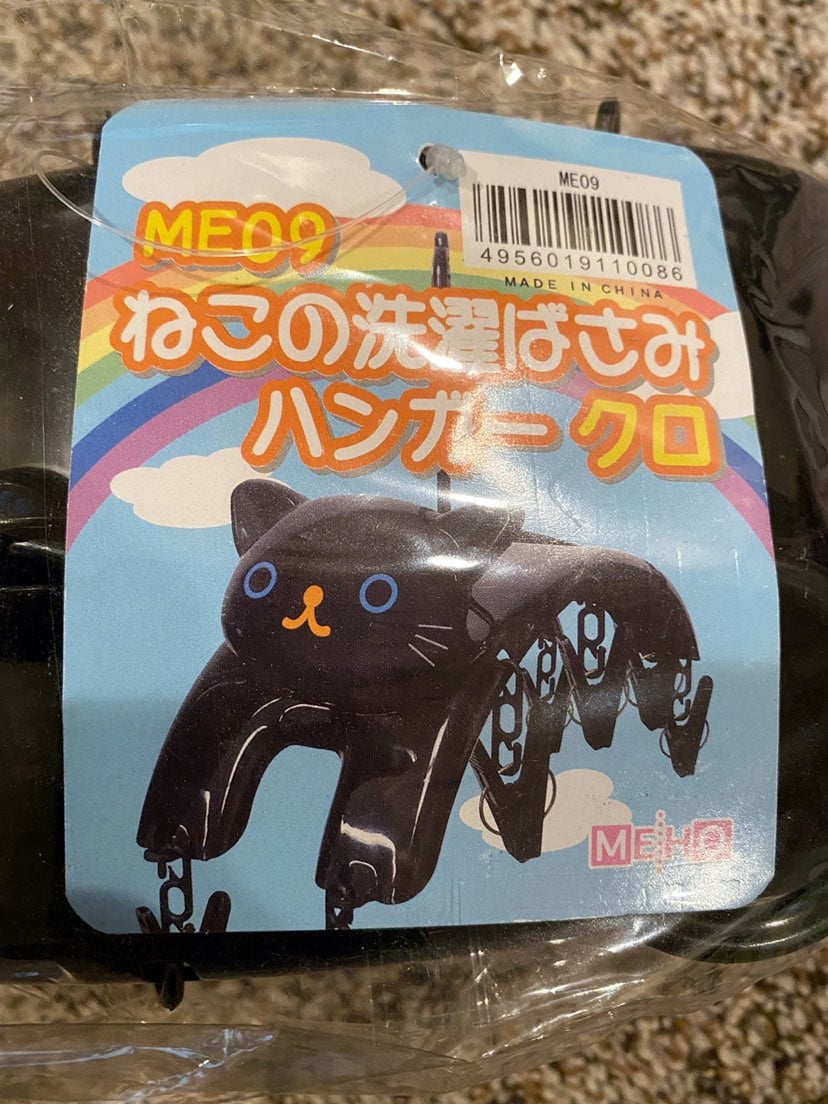 ME09
4956019110086
MADE IN CHINA
ME09
ねこの洗濯ばさみ
ハンガー クロ
MEIHO